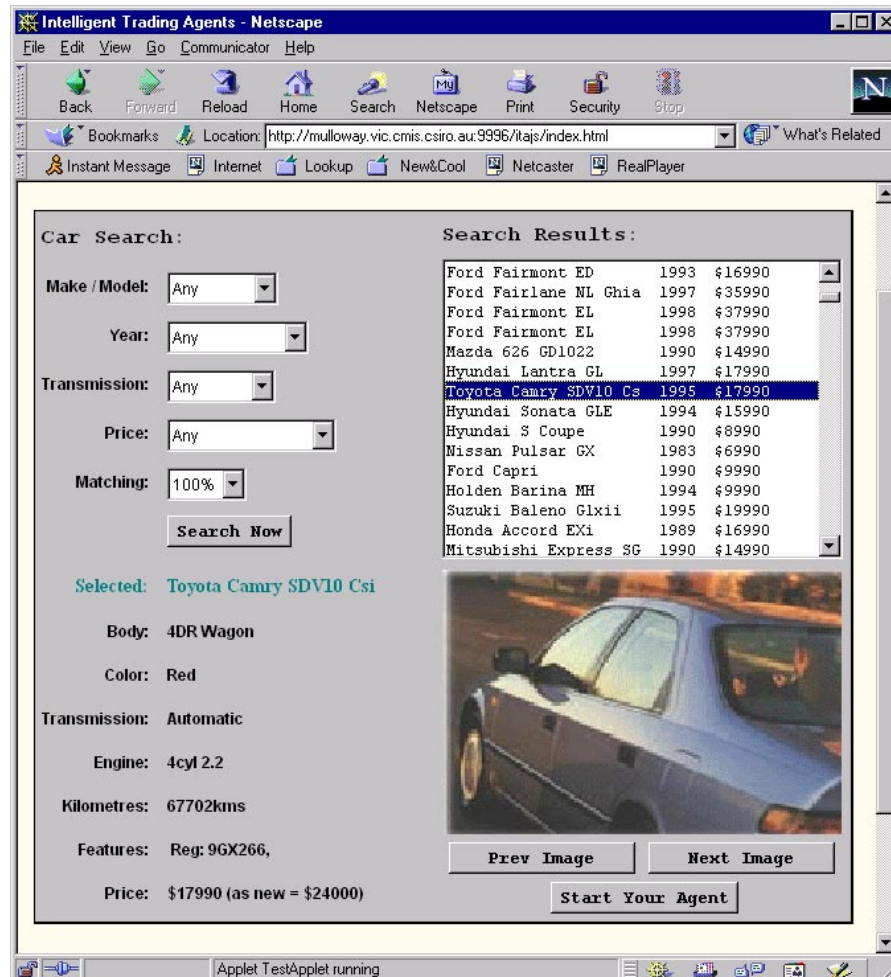 Intelligent Trading Agents - Netscape
File Edit View Go Communicator Help
Back Forward Reload Home Search Netscape Print Security Stop
My
N
Bookmarks Location: http://mulloway.vic.cmis.csiro.au:9996/itajs/index.html What's Related
Instant Message Internet Lookup New&Cool Netcaster RealPlayer
Car Search:
Make / Model: Any
Year: Any
Transmission: Any
Price: Any
Matching: 100%
Search Now
Selected: Toyota Camry SDV10 Csi
Body: 4DR Wagon
Color: Red
Transmission: Automatic
Engine: 4cyl 2.2
Kilometres: 67702kms
Features: Reg: 9GX266,
Price: $17990 (as new = $24000)
Search Results:
Ford Fairmont ED 1993 $16990
Ford Fairlane NL Ghia 1997 $35990
Ford Fairmont EL 1998 $37990
Ford Fairmont EL 1998 $37990
Mazda 626 GD1022 1990 $14990
Hyundai Lantra GL 1997 $17990
Toyota Camry SDV10 Cs 1995 $17990
Hyundai Sonata GLE 1994 $15990
Hyundai S Coupe 1990 $8990
Nissan Pulsar GX 1983 $6990
Ford Capri 1990 $9990
Holden Barina MH 1994 $9990
Suzuki Baleno Glxii 1995 $19990
Honda Accord EXi 1989 $16990
Mitsubishi Express SG 1990 $14990
Prev Image Next Image
Start Your Agent
Applet TestApplet running